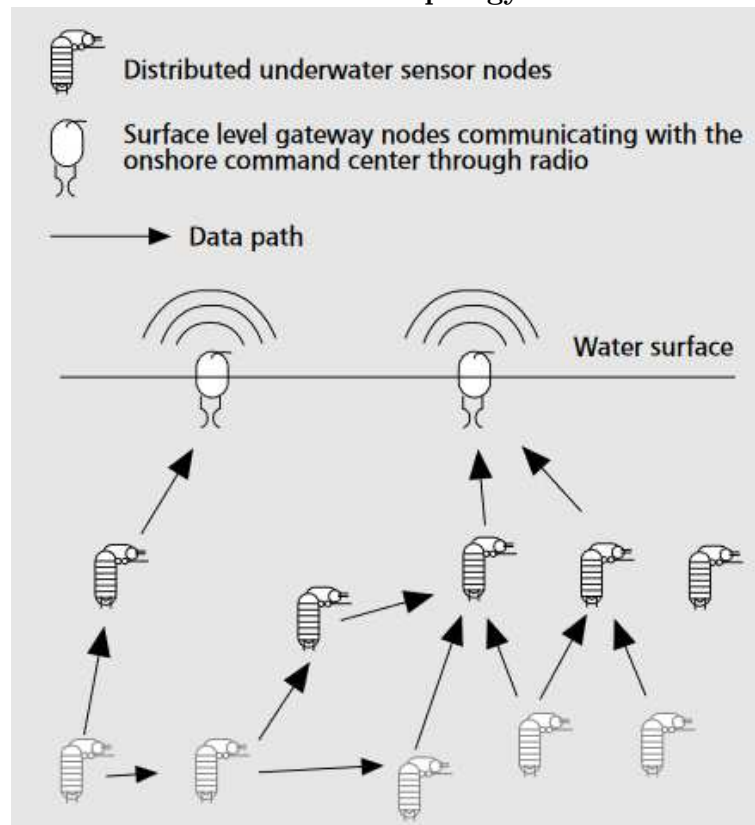 Distributed underwater sensor nodes
Surface level gateway nodes communicating with the
onshore command center through radio
Data path
Water surface